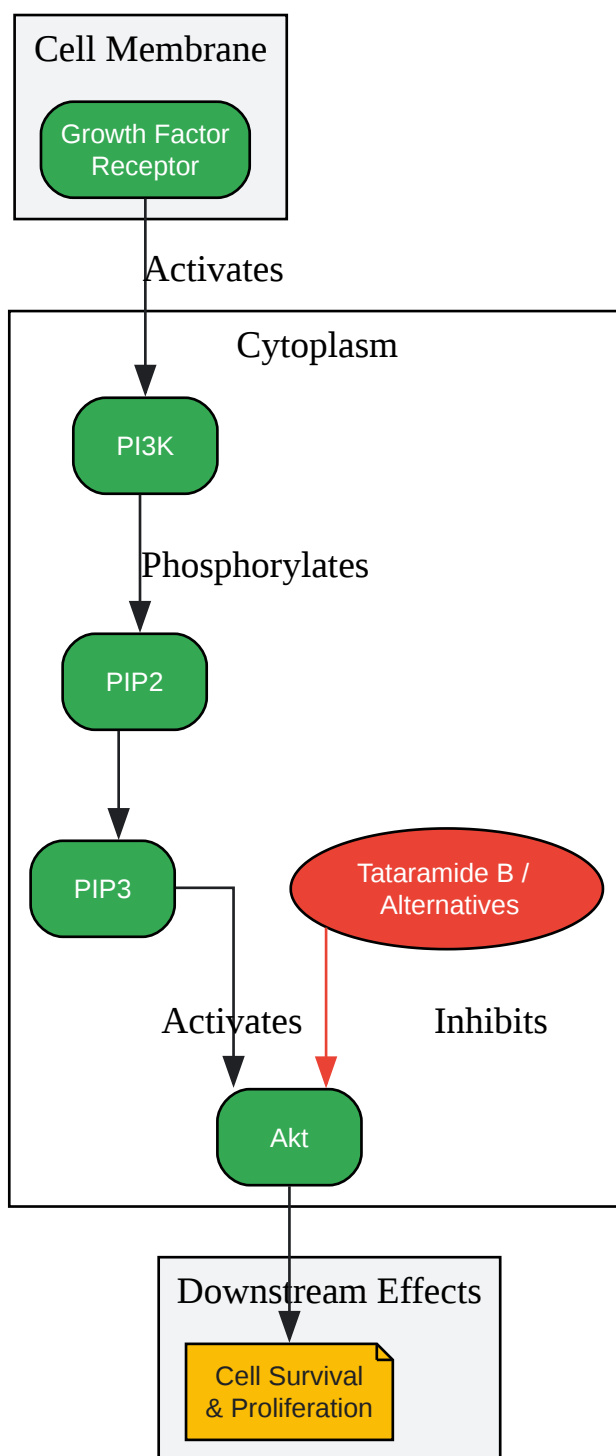 Cell Membrane
Growth Factor
Receptor
Activates
Cytoplasm
PI3K
Phosphorylates
PIP2
PIP3
Tataramide B /
Alternatives
Activates
Inhibits
Akt
Downstream Effects
Cell Survival
& Proliferation